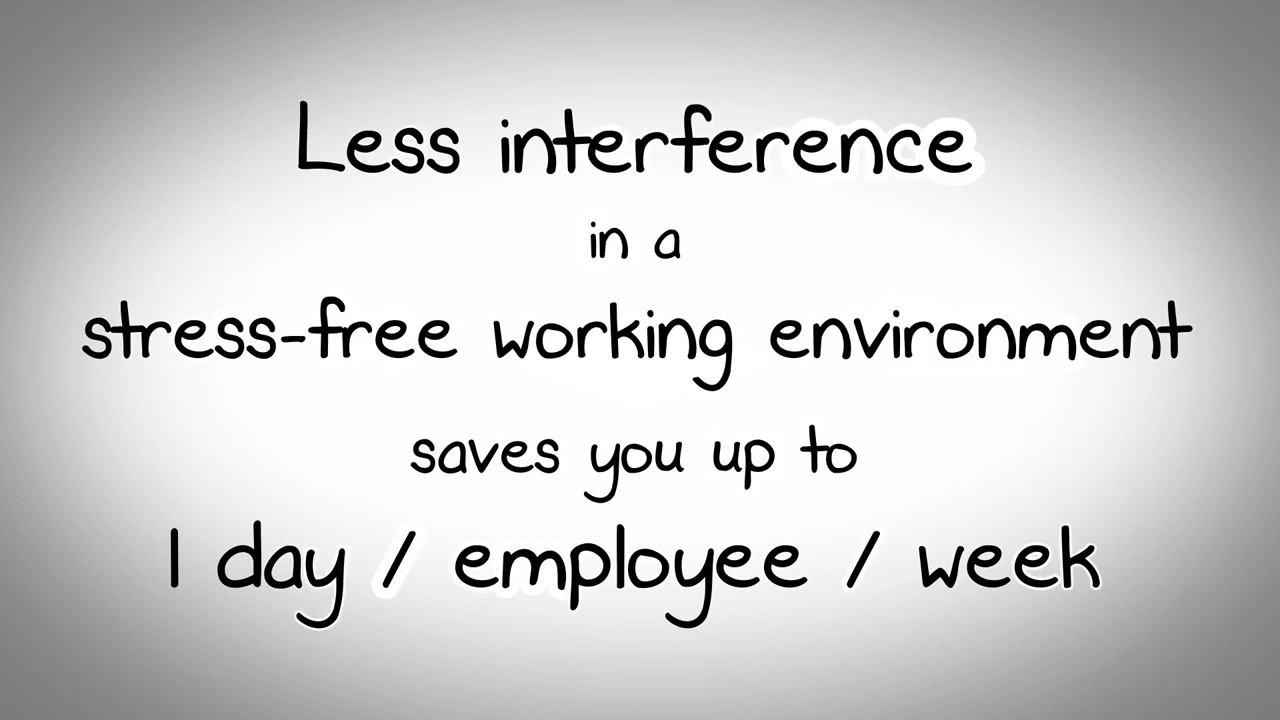 Less interference
in a
stress-free working environment
saves you up to
1 day / employee / week